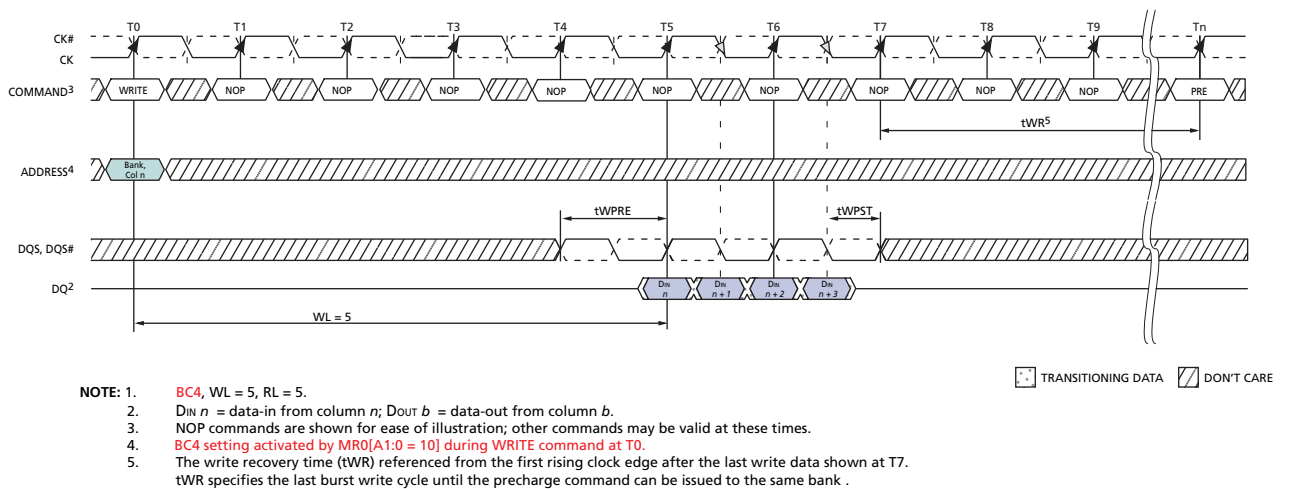 T0 T1 T2 T3 T4 T5 T6 T7 T8 T9 Tn
CK#
CK
COMMAND3 WRITE NOP NOP NOP NOP NOP NOP NOP NOP NOP PRE
tWR5
ADDRESS4 Bank,
Col n
tWPRE tWPST
DQS, DQS#
DQ2 DIN DIN DIN DIN
n n + 1 n + 2 n + 3
WL = 5
TRANSITIONING DATA DON'T CARE
NOTE: 1. BC4, WL = 5, RL = 5.
2. DIN n = data-in from column n; DOUT b = data-out from column b.
3. NOP commands are shown for ease of illustration; other commands may be valid at these times.
4. BC4 setting activated by MR0[A1:0 = 10] during WRITE command at T0.
5. The write recovery time (tWR) referenced from the first rising clock edge after the last write data shown at T7.
tWR specifies the last burst write cycle until the precharge command can be issued to the same bank .